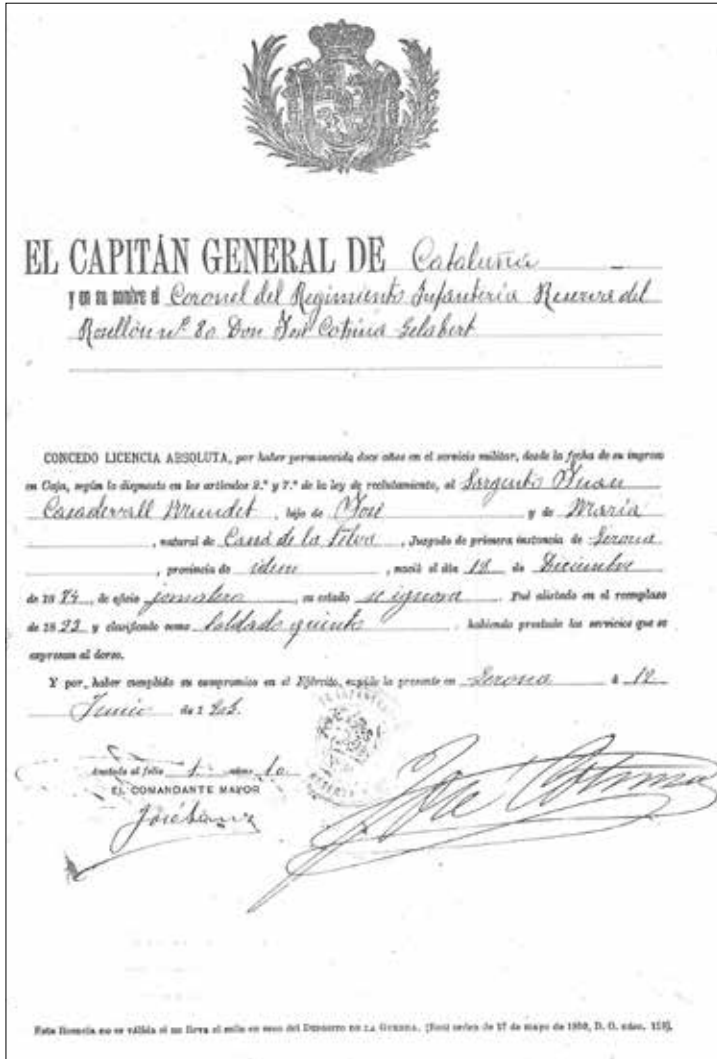 EL CAPITÁN GENERAL DE Cataluña
y en su nombre el Coronel del Regimiento Infantería Reserva del
Rosellón nº 80 Don José Cotrina Gelabert
CONCEDO LICENCIA ABSOLUTA, por haber permanecido doce años en el servicio militar, desde la fecha de su ingreso
en Caja, según lo dispuesto en los artículos 2.º y 7.º de la ley de reclutamiento, al Sargento Juan
Casadevall Mundet, hijo de José y de María
, natural de Casá de la Selva, Juzgado de primera instancia de Gerona
, provincia de idem, nació el día 18 de Diciembre
de 18 , de oficio jornalero, su estado se ignora. Fué alistado en el reemplazo
de 18 y clasificado como Soldado quinto habiendo prestado los servicios que se
expresan al dorso.
Y por, haber cumplido su compromiso en el Ejército, expido la presente en Gerona á 12
Junio de 1
Anotada al folio 1 núm 10
EL COMANDANTE MAYOR
José
José Cotrina
Esta licencia no es válida si no lleva el sello en seco del DEPÓSITO DE LA GUERRA. (Real orden de 17 de mayo de D. O. núm.